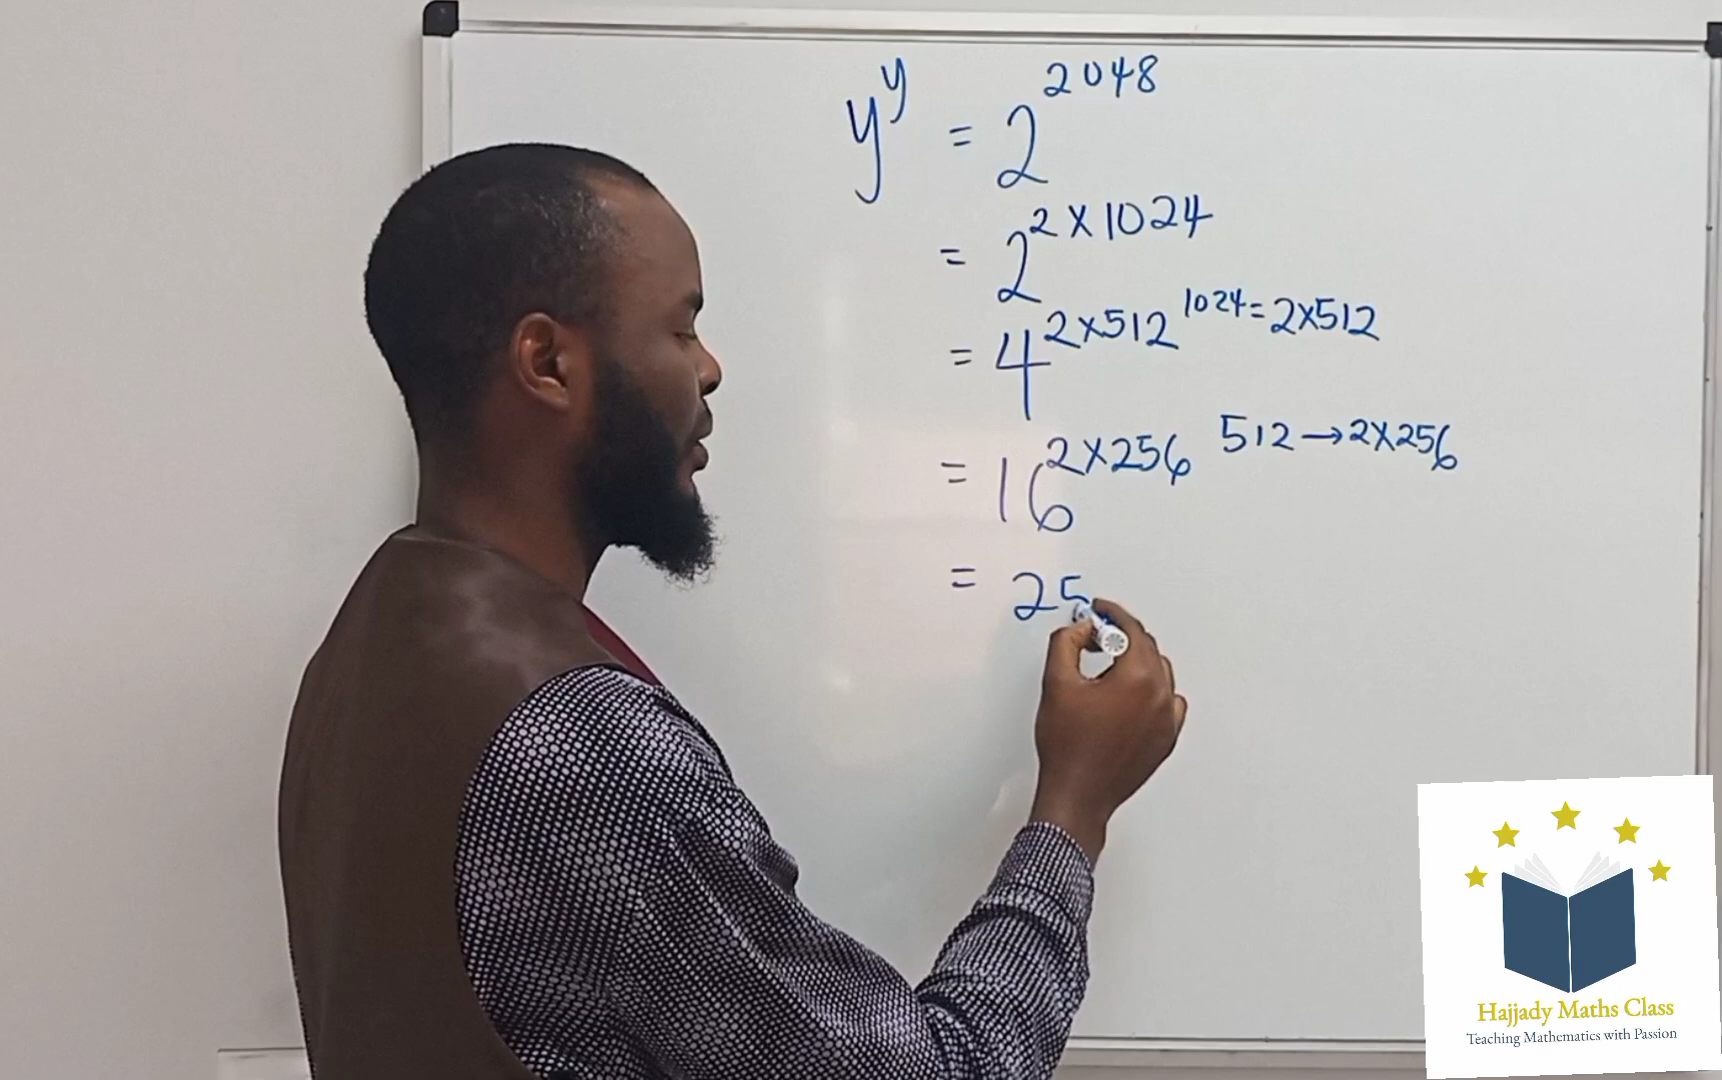 y^y = 2^2048
= 2^2×1024
= 4^2×512 1024=2×512
= 16^2×256 512→2×256
= 25
Hajjady Maths Class
Teaching Mathematics with Passion